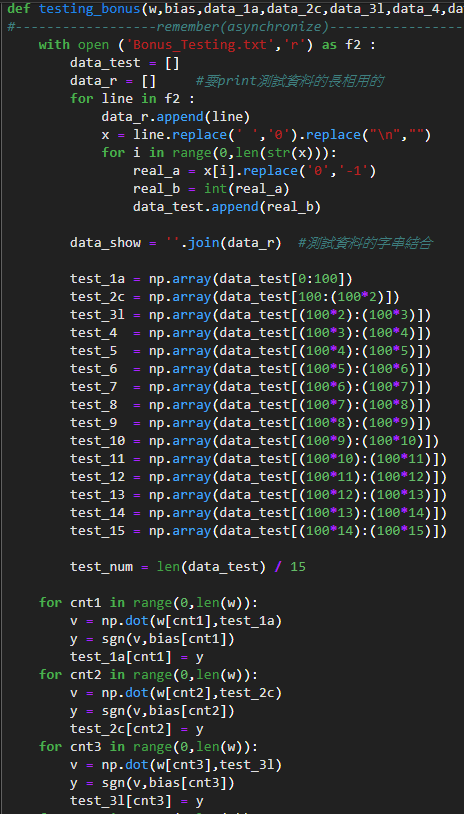 def testing_bonus(w,bias,data_1a,data_2c,data_3l,data_4,da
#------------------remember(asynchronize)-----------------
    with open ('Bonus_Testing.txt','r') as f2 :
        data_test = []
        data_r = []     #要print測試資料的長相用的
        for line in f2 :
            data_r.append(line)
            x = line.replace(' ','0').replace("\n","")
            for i in range(0,len(str(x))):
                real_a = x[i].replace('0','-1')
                real_b = int(real_a)
                data_test.append(real_b)

        data_show = ''.join(data_r)  #測試資料的字串結合

        test_1a = np.array(data_test[0:100])
        test_2c = np.array(data_test[100:(100*2)])
        test_3l = np.array(data_test[(100*2):(100*3)])
        test_4  = np.array(data_test[(100*3):(100*4)])
        test_5  = np.array(data_test[(100*4):(100*5)])
        test_6  = np.array(data_test[(100*5):(100*6)])
        test_7  = np.array(data_test[(100*6):(100*7)])
        test_8  = np.array(data_test[(100*7):(100*8)])
        test_9  = np.array(data_test[(100*8):(100*9)])
        test_10 = np.array(data_test[(100*9):(100*10)])
        test_11 = np.array(data_test[(100*10):(100*11)])
        test_12 = np.array(data_test[(100*11):(100*12)])
        test_13 = np.array(data_test[(100*12):(100*13)])
        test_14 = np.array(data_test[(100*13):(100*14)])
        test_15 = np.array(data_test[(100*14):(100*15)])

        test_num = len(data_test) / 15

    for cnt1 in range(0,len(w)):
        v = np.dot(w[cnt1],test_1a)
        y = sgn(v,bias[cnt1])
        test_1a[cnt1] = y
    for cnt2 in range(0,len(w)):
        v = np.dot(w[cnt2],test_2c)
        y = sgn(v,bias[cnt2])
        test_2c[cnt2] = y
    for cnt3 in range(0,len(w)):
        v = np.dot(w[cnt3],test_3l)
        y = sgn(v,bias[cnt3])
        test_3l[cnt3] = y